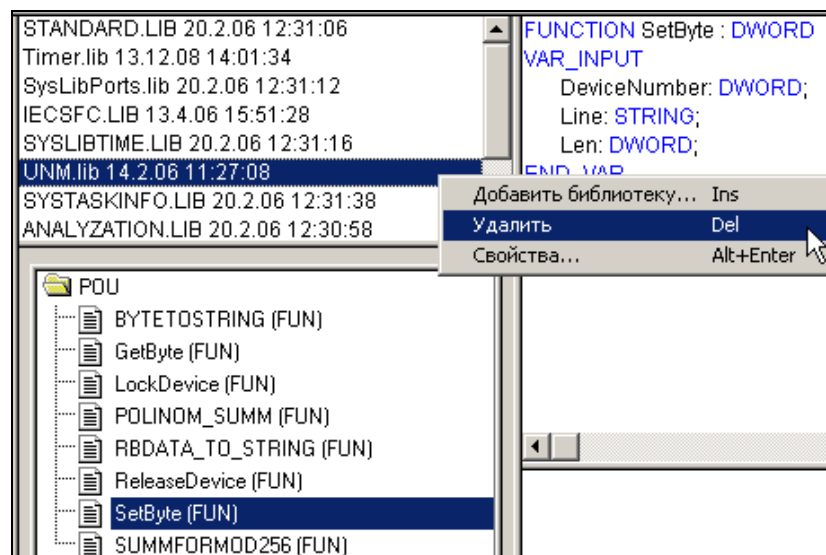 STANDARD.LIB 20.2.06 12:31:06
Timer.lib 13.12.08 14:01:34
SysLibPorts.lib 20.2.06 12:31:12
IECSFC.LIB 13.4.06 15:51:28
SYSLIBTIME.LIB 20.2.06 12:31:16
UNM.lib 14.2.06 11:27:08
SYSTASKINFO.LIB 20.2.06 12:31:38
ANALYZATION.LIB 20.2.06 12:30:58
FUNCTION SetByte : DWORD
VAR_INPUT
DeviceNumber: DWORD;
Line: STRING;
Len: DWORD;
END_VAR
Добавить библиотеку... Ins
Удалить Del
Свойства... Alt+Enter
POU
BYTETOSTRING (FUN)
GetByte (FUN)
LockDevice (FUN)
POLINOM_SUMM (FUN)
RBDATA_TO_STRING (FUN)
ReleaseDevice (FUN)
SetByte (FUN)
SUMMFORMOD256 (FUN)